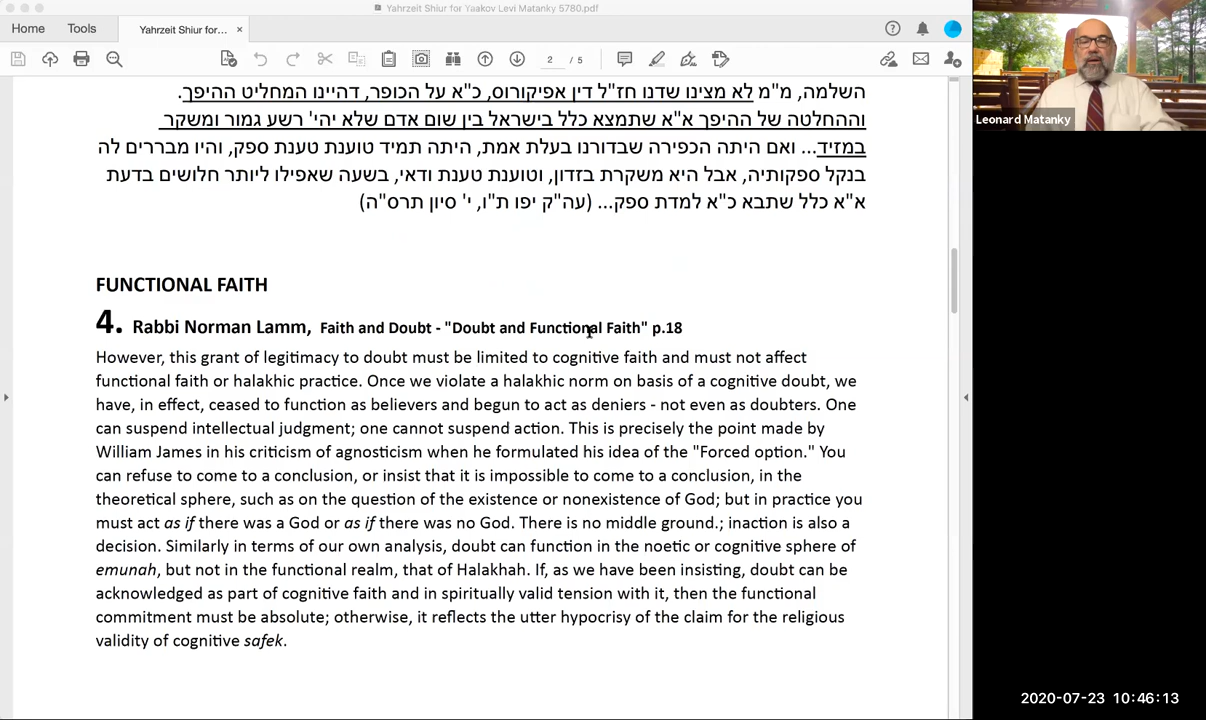 Yahrzeit Shiur for Yaakov Levi Matanky 5780.pdf
Home Tools Yahrzeit Shiur for... ×
2 / 5
השלמה, מ"מ לא מצינו שדנו חז"ל דין אפיקורוס, כ"א על הכופר, דהיינו המחליט ההיפך.
וההחלטה של ההיפך א"א שתמצא כלל בישראל בין שום אדם שלא יהי' רשע גמור ומשקר
במזיד... ואם היתה הכפירה שבדורנו בעלת אמת, היתה תמיד טוענת טענת ספק, והיו מבררים לה
בנקל ספקותיה, אבל היא משקרת בזדון, וטוענת טענת ודאי, בשעה שאפילו ליותר חלושים בדעת
א"א כלל שתבא כ"א למדת ספק... (עה"ק יפו ת"ו, י' סיון תרס"ה)
FUNCTIONAL FAITH
4. Rabbi Norman Lamm, Faith and Doubt - "Doubt and Functional Faith" p.18
However, this grant of legitimacy to doubt must be limited to cognitive faith and must not affect
functional faith or halakhic practice. Once we violate a halakhic norm on basis of a cognitive doubt, we
have, in effect, ceased to function as believers and begun to act as deniers - not even as doubters. One
can suspend intellectual judgment; one cannot suspend action. This is precisely the point made by
William James in his criticism of agnosticism when he formulated his idea of the "Forced option." You
can refuse to come to a conclusion, or insist that it is impossible to come to a conclusion, in the
theoretical sphere, such as on the question of the existence or nonexistence of God; but in practice you
must act as if there was a God or as if there was no God. There is no middle ground.; inaction is also a
decision. Similarly in terms of our own analysis, doubt can function in the noetic or cognitive sphere of
emunah, but not in the functional realm, that of Halakhah. If, as we have been insisting, doubt can be
acknowledged as part of cognitive faith and in spiritually valid tension with it, then the functional
commitment must be absolute; otherwise, it reflects the utter hypocrisy of the claim for the religious
validity of cognitive safek.
Leonard Matanky
2020-07-23 10:46:13